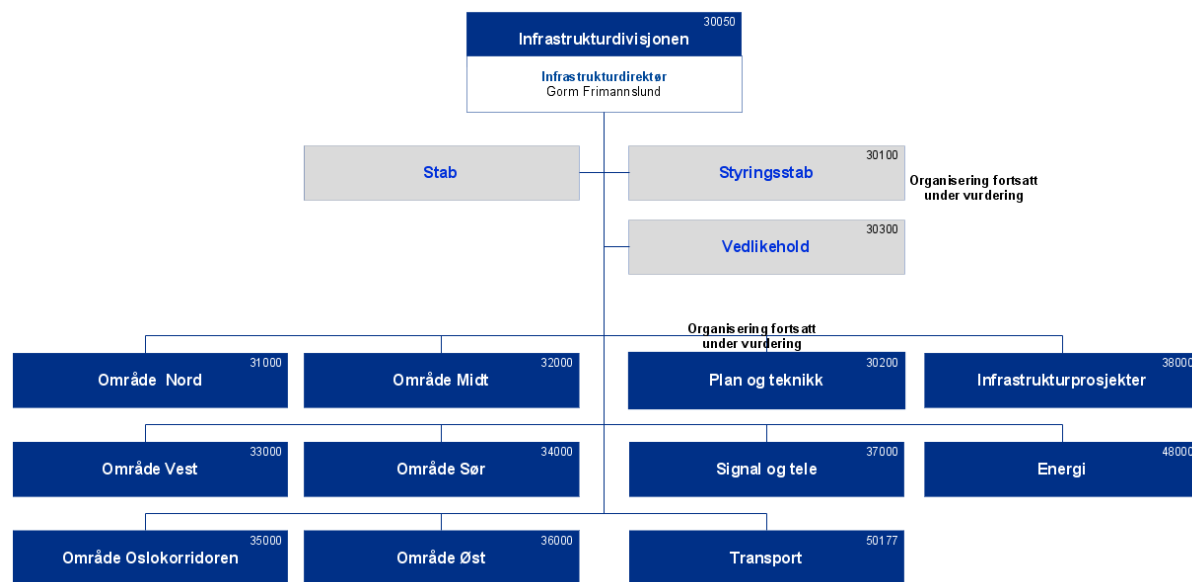 30050
Infrastrukturdivisjonen
Infrastrukturdirektør
Gorm Frimannslund
Stab
30100
Styringsstab
Organisering fortsatt
under vurdering
30300
Vedlikehold
Organisering fortsatt
under vurdering
31000
Område Nord
32000
Område Midt
30200
Plan og teknikk
38000
Infrastrukturprosjekter
33000
Område Vest
34000
Område Sør
37000
Signal og tele
48000
Energi
35000
Område Oslokorridoren
36000
Område Øst
50177
Transport